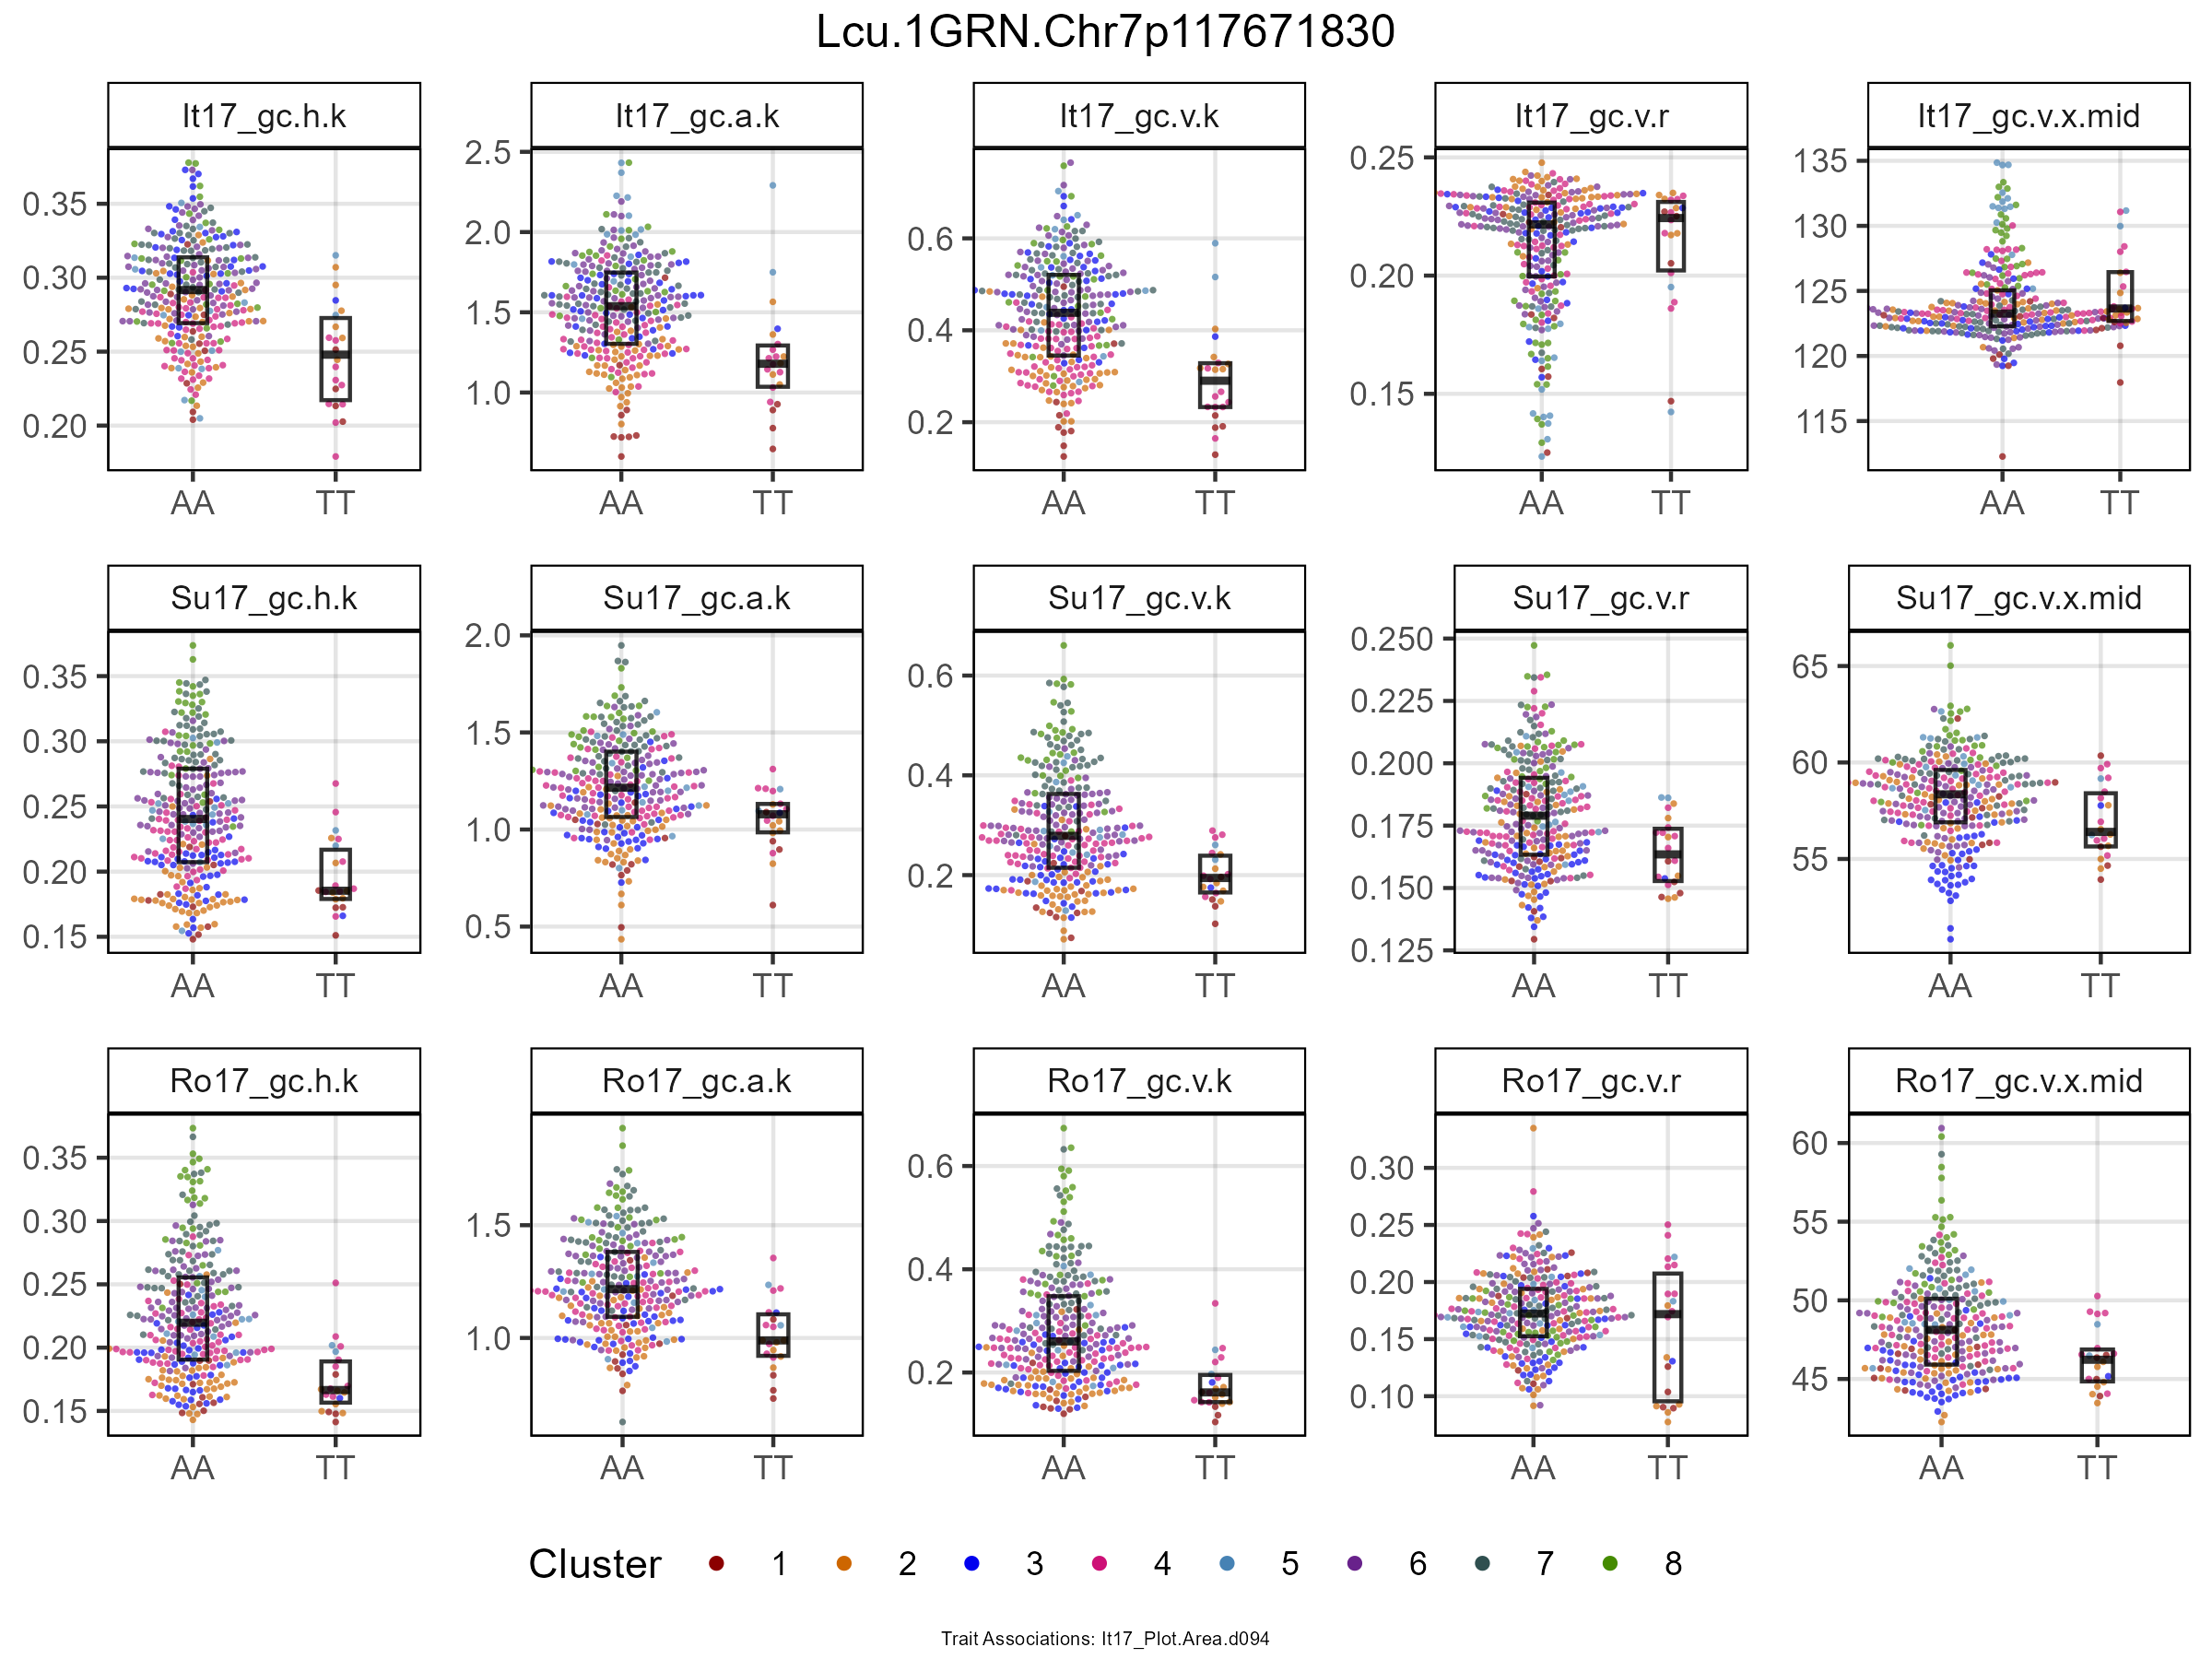 Lcu.1GRN.Chr7p117671830
It17_gc.h.k
It17_gc.a.k
It17_gc.v.k
It17_gc.v.r
It17_gc.v.x.mid
0.35
0.30
0.25
0.20
AA TT
2.5
2.0
1.5
1.0
AA TT
0.6
0.4
0.2
AA TT
0.25
0.20
0.15
AA TT
135
130
125
120
115
AA TT
Su17_gc.h.k
Su17_gc.a.k
Su17_gc.v.k
Su17_gc.v.r
Su17_gc.v.x.mid
0.35
0.30
0.25
0.20
0.15
AA TT
2.0
1.5
1.0
0.5
AA TT
0.6
0.4
0.2
AA TT
0.250
0.225
0.200
0.175
0.150
0.125
AA TT
65
60
55
AA TT
Ro17_gc.h.k
Ro17_gc.a.k
Ro17_gc.v.k
Ro17_gc.v.r
Ro17_gc.v.x.mid
0.35
0.30
0.25
0.20
0.15
AA TT
1.5
1.0
AA TT
0.6
0.4
0.2
AA TT
0.30
0.25
0.20
0.15
0.10
AA TT
60
55
50
45
AA TT
Cluster 1 2 3 4 5 6 7 8
Trait Associations: It17_Plot.Area.d094